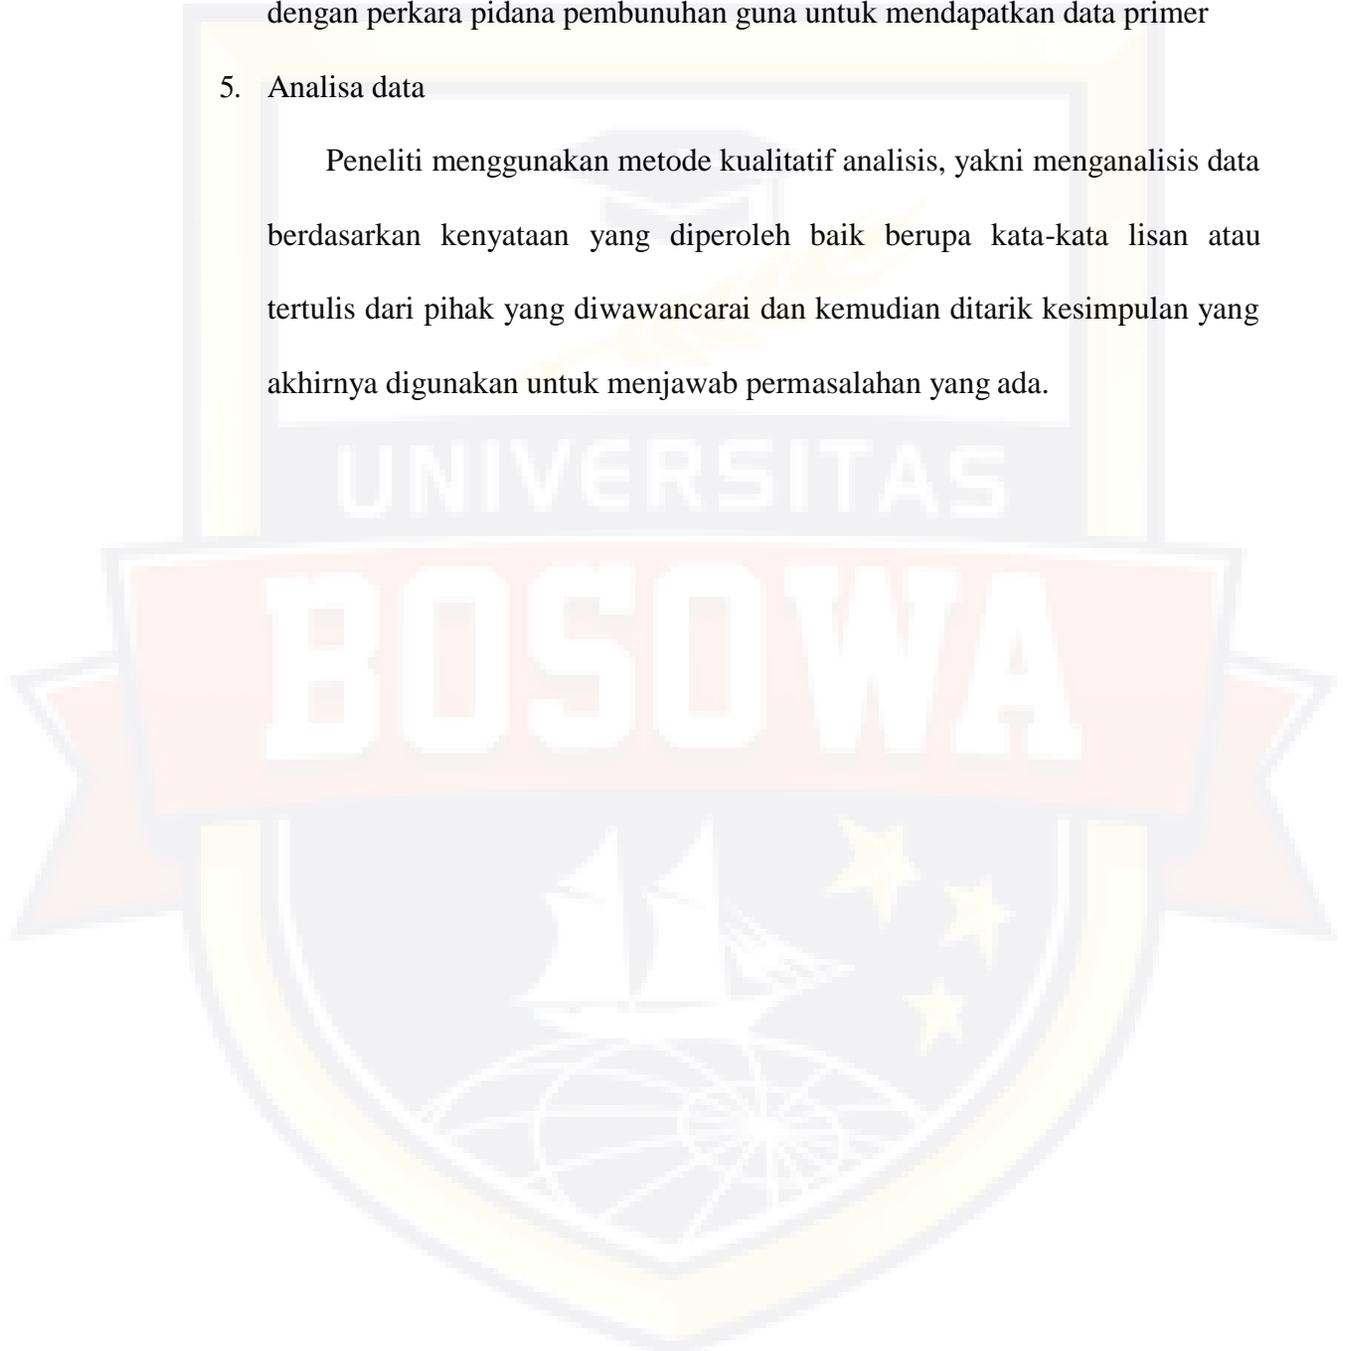 dengan perkara pidana pembunuhan guna untuk mendapatkan data primer
5. Analisa data
Peneliti menggunakan metode kualitatif analisis, yakni menganalisis data
berdasarkan kenyataan yang diperoleh baik berupa kata-kata lisan atau
tertulis dari pihak yang diwawancarai dan kemudian ditarik kesimpulan yang
akhirnya digunakan untuk menjawab permasalahan yang ada.
UNIVERSITAS
BOSOWA